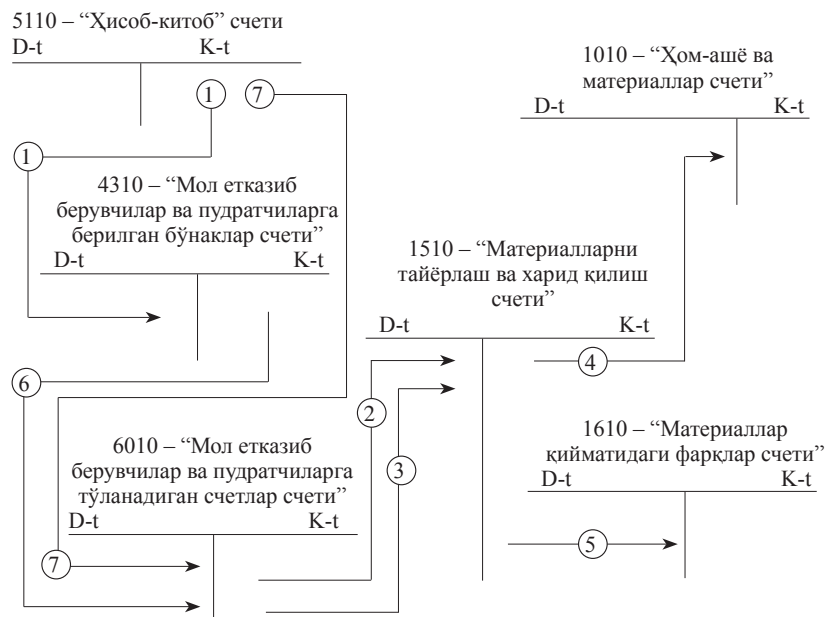 5110 – “Ҳисоб-китоб” счети
D-t K-t
1 7
1
1010 – “Ҳом-ашё ва
материаллар счети”
D-t K-t
4310 – “Мол етказиб
берувчилар ва пудратчиларга
берилган бўнаклар счети”
D-t K-t
1510 – “Материалларни
тайёрлаш ва харид қилиш
счети”
D-t K-t
4
6
2
3
6010 – “Мол етказиб
берувчилар ва пудратчиларга
тўланадиган счетлар счети”
D-t K-t
7
1610 – “Материаллар
қийматидаги фарқлар счети”
D-t K-t
5